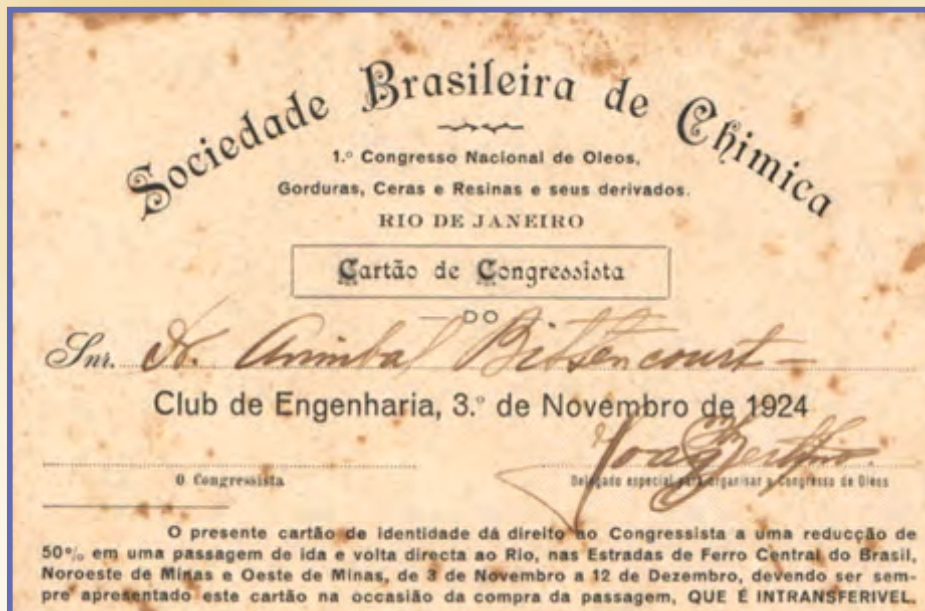 Sociedade Brasileira de Chimica
1.º Congresso Nacional de Oleos,
Gorduras, Ceras e Resinas e seus derivados.
RIO DE JANEIRO
Cartão de Congressista
DO
Snr. Dr. Annibal Bittencourt
Club de Engenharia, 3.º de Novembro de 1924
O Congressista
Delegado especial para organisar o Congresso de Oleos
O presente cartão de identidade dá direito ao Congressista a uma reducção de
50% em uma passagem de ida e volta directa ao Rio, nas Estradas de Ferro Central do Brasil,
Noroeste de Minas e Oeste de Minas, de 3 de Novembro a 12 de Dezembro, devendo ser sem-
pre apresentado este cartão na occasião da compra da passagem, QUE É INTRANSFERIVEL.